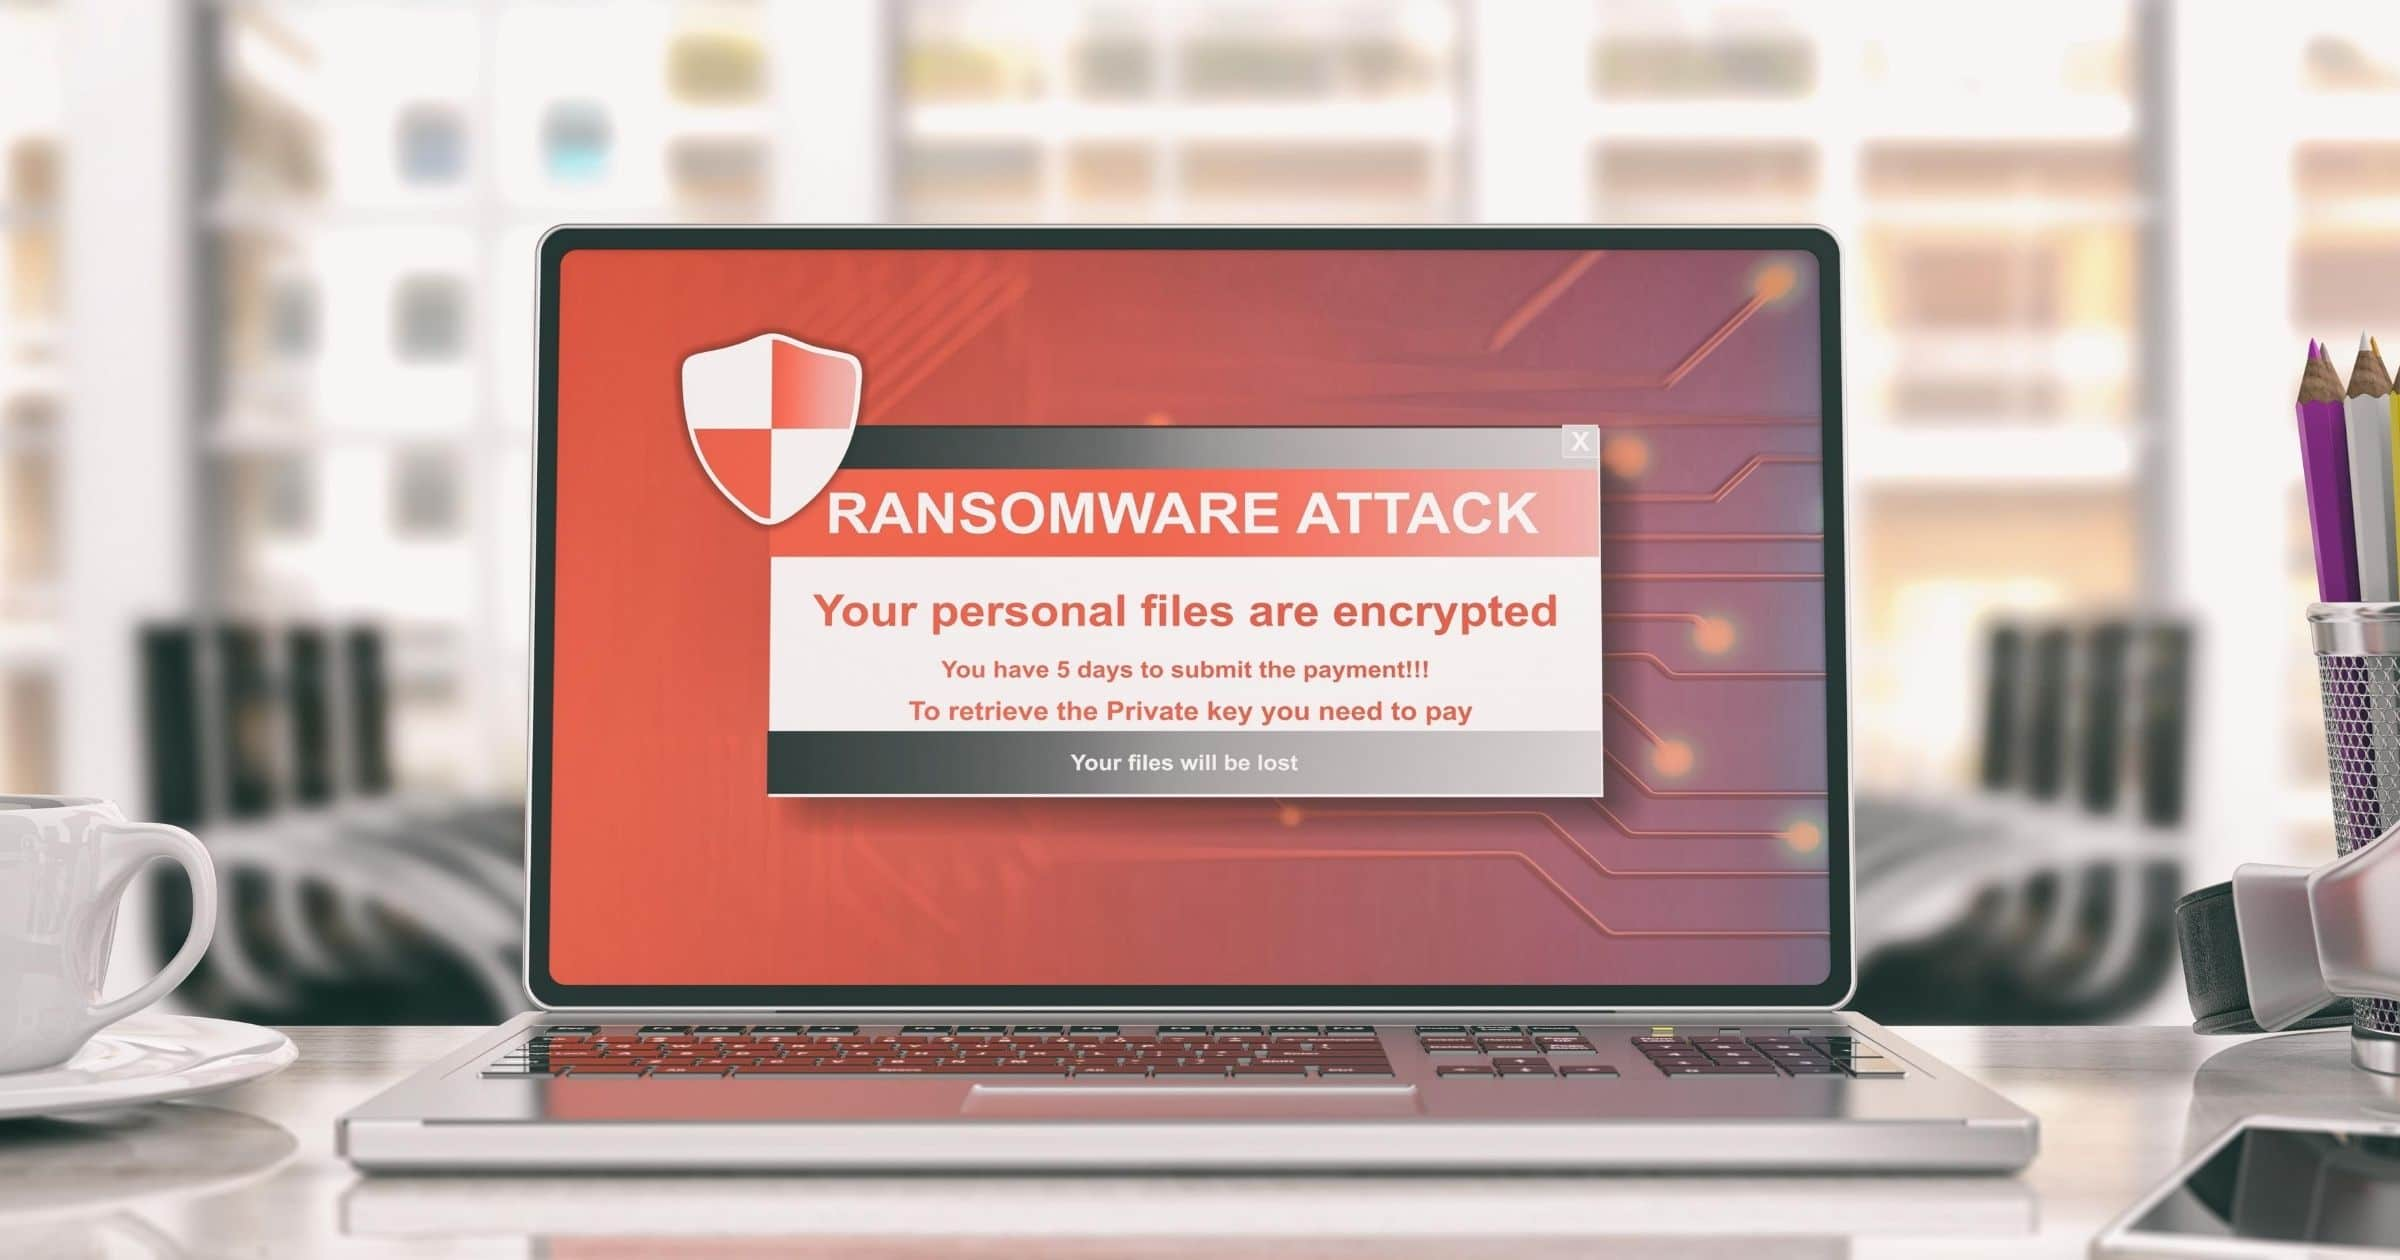 X
RANSOMWARE ATTACK
Your personal files are encrypted
You have 5 days to submit the payment!!!
To retrieve the Private key you need to pay
Your files will be lost